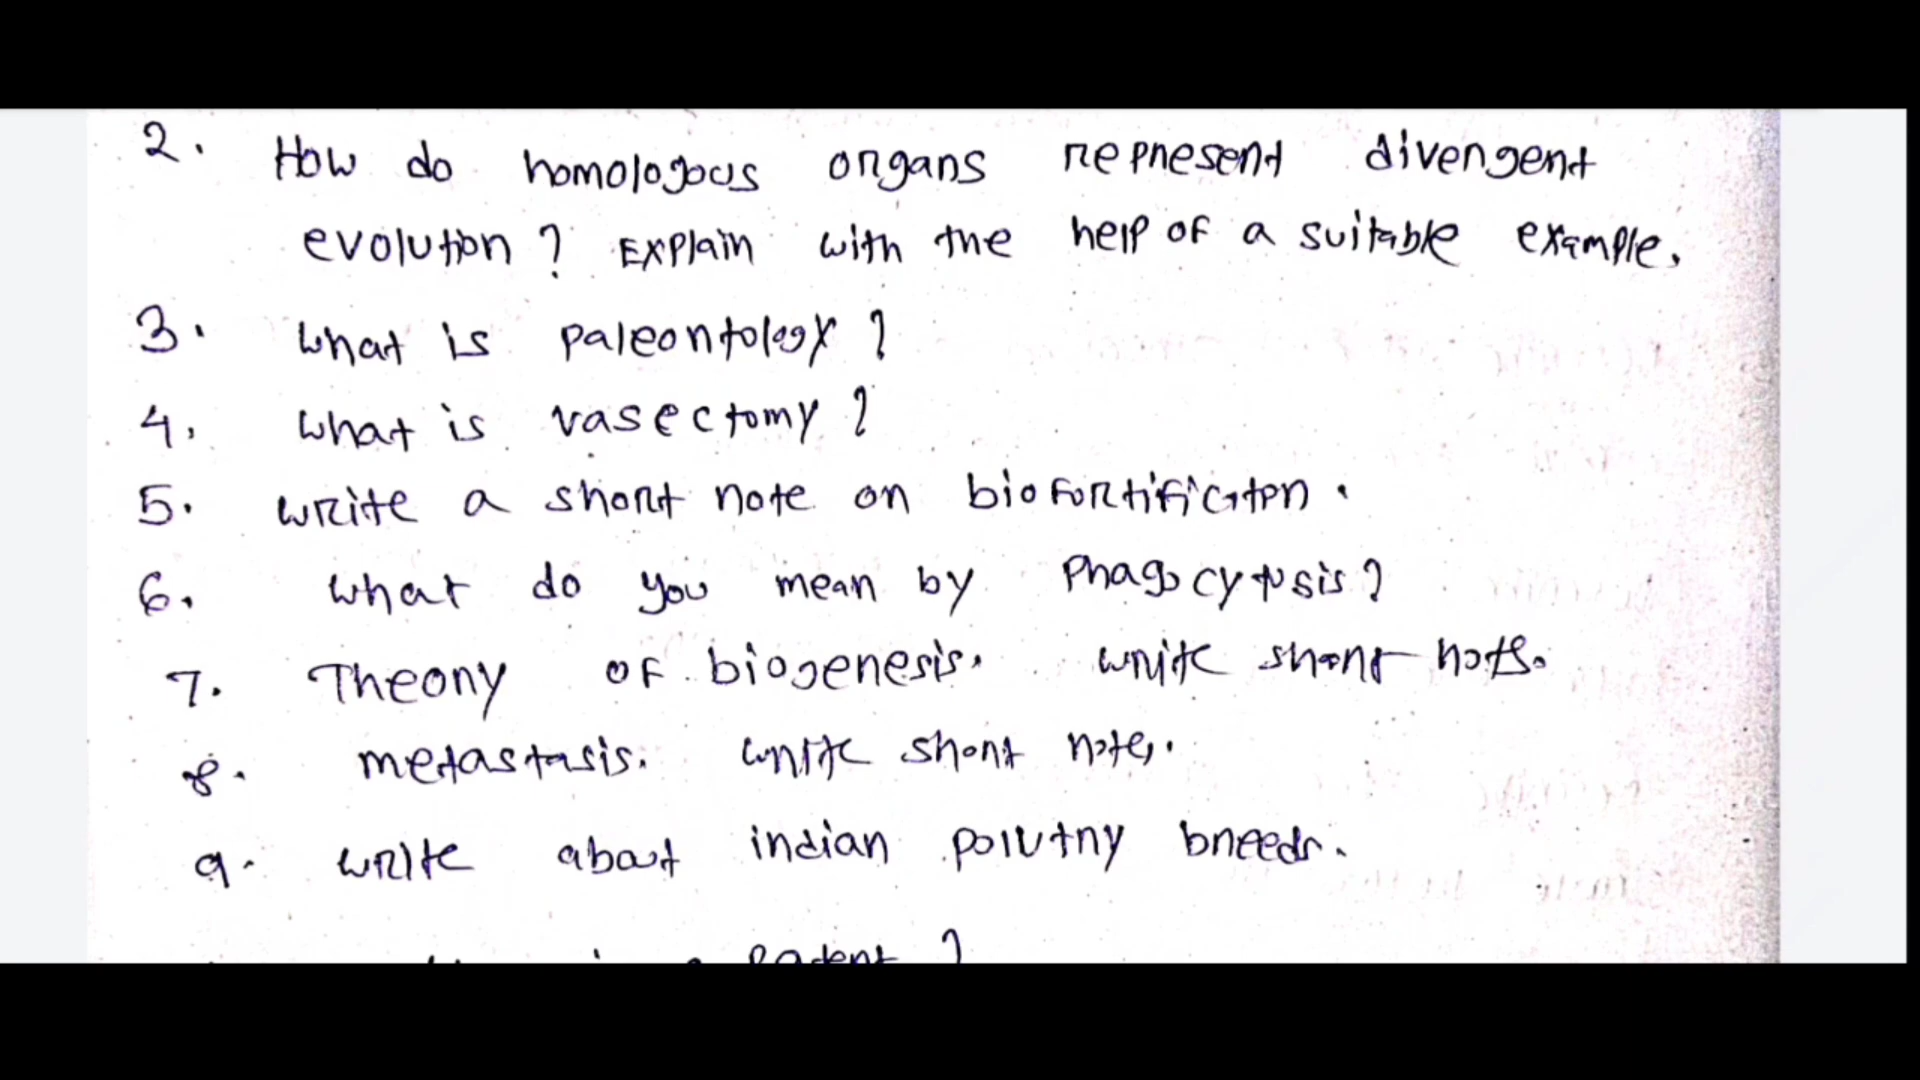 2. How do homologous organs represent divergent
evolution? Explain with the help of a suitable example.
3. What is paleontology?
4. What is vasectomy?
5. Write a short note on biofortification.
6. What do you mean by Phagocytosis?
7. Theory of biogenesis. write short note.
8. metastasis. write short note.
9. write about indian poultry breeds.
Patent?